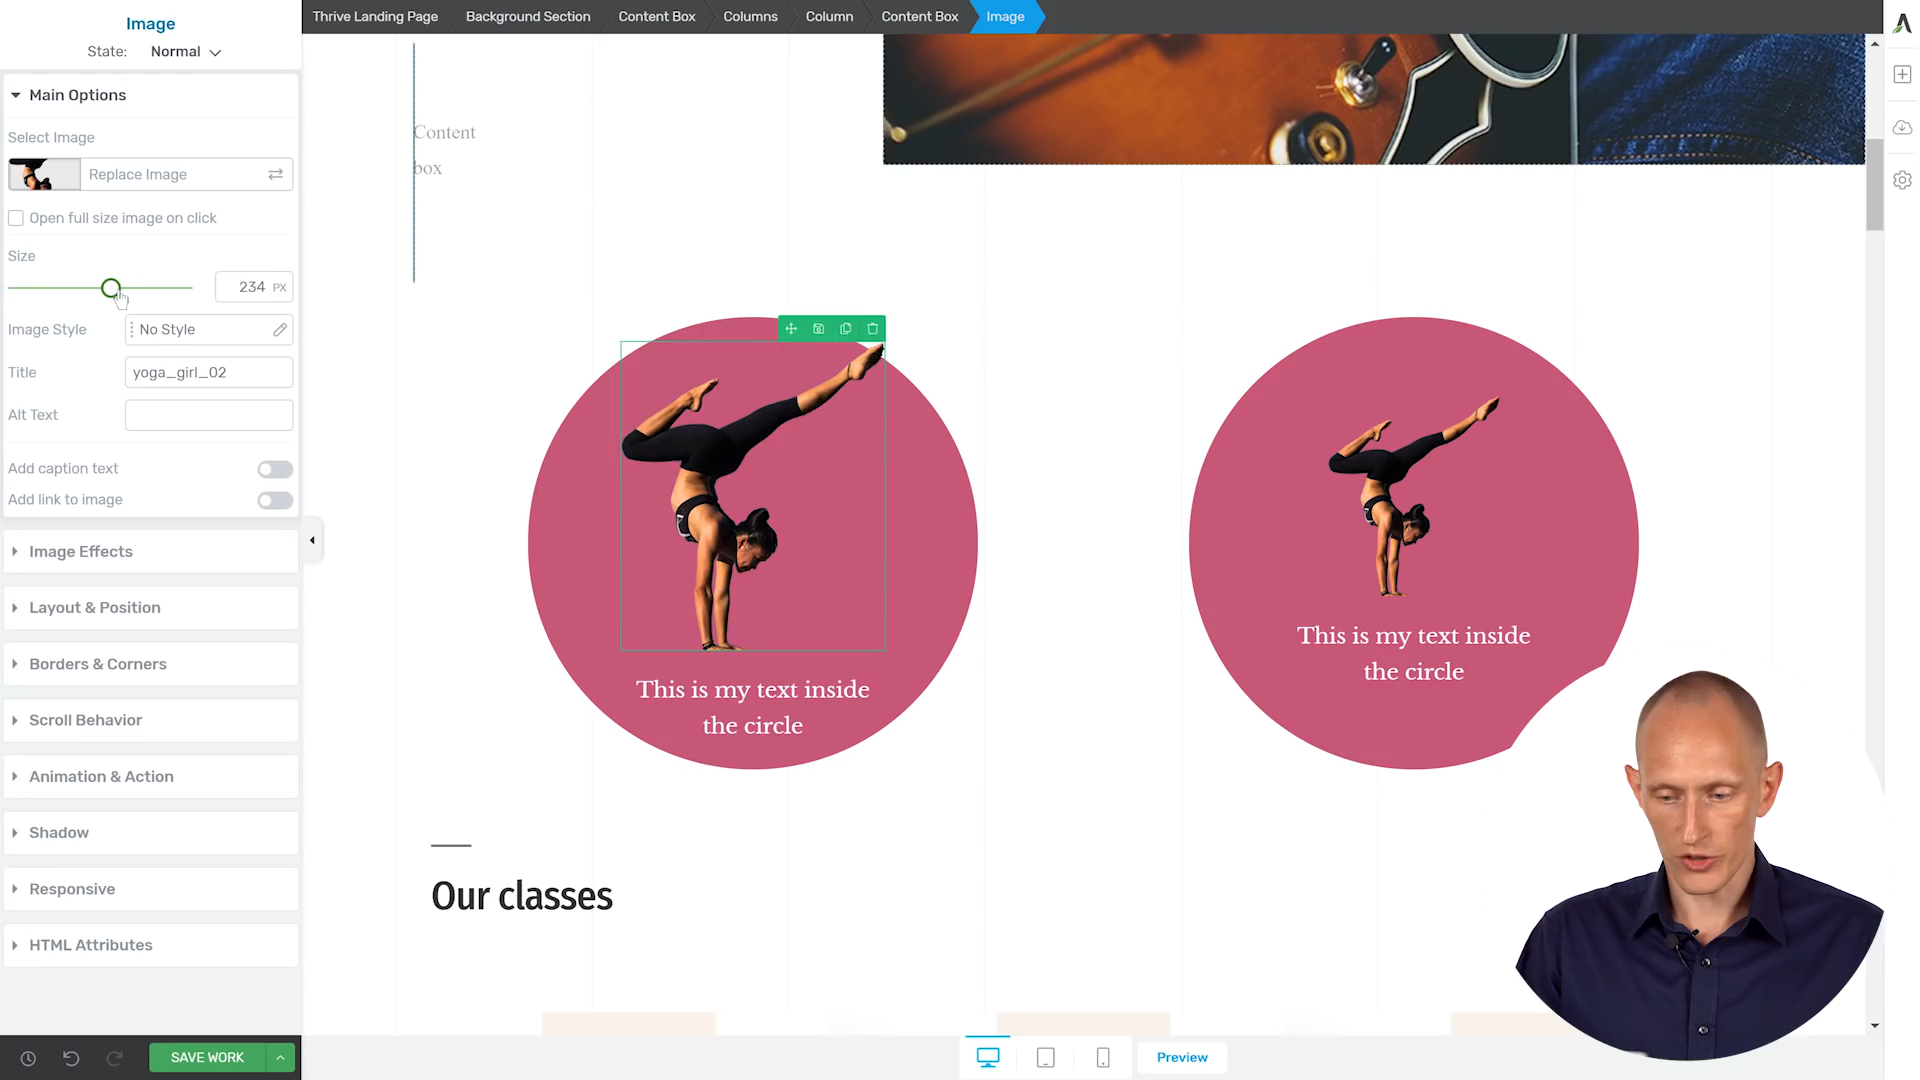 Image
State: Normal
Main Options
Select Image
Replace Image
Open full size image on click
Size
234 PX
Image Style No Style
Title yoga_girl_02
Alt Text
Add caption text
Add link to image
Image Effects
Layout & Position
Borders & Corners
Scroll Behavior
Animation & Action
Shadow
Responsive
HTML Attributes
SAVE WORK
Thrive Landing Page Background Section Content Box Columns Column Content Box Image
Content
box
This is my text inside
the circle
This is my text inside
the circle
Our classes
Preview